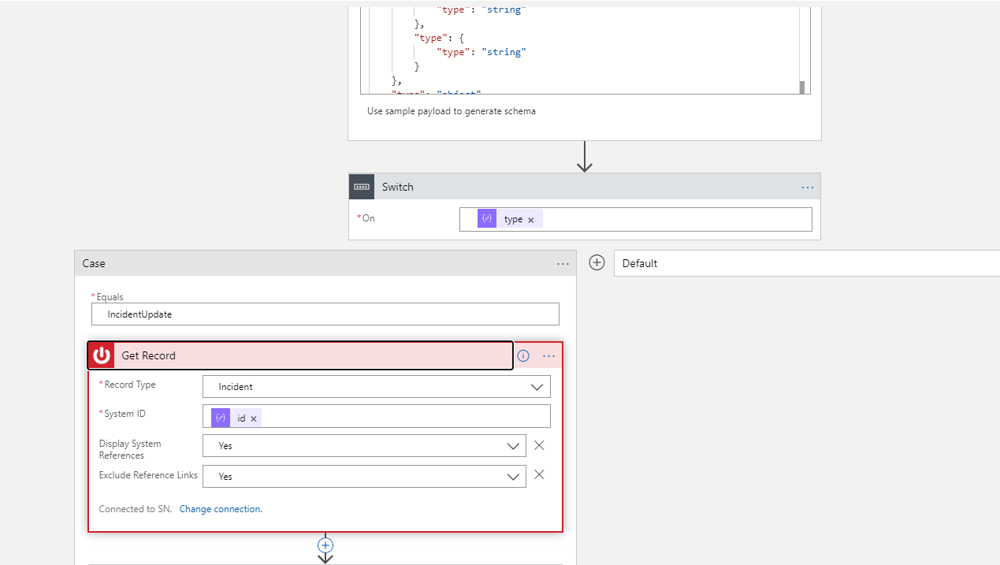 "type": "string"
},
"type": {
"type": "string"
}
},
"type": "object"
Use sample payload to generate schema
Switch
...
*On
type ×
Case
...
Default
*Equals
IncidentUpdate
Get Record
...
*Record Type
Incident
*System ID
id ×
Display System
References
Yes
Exclude Reference Links
Yes
Connected to SN. Change connection.